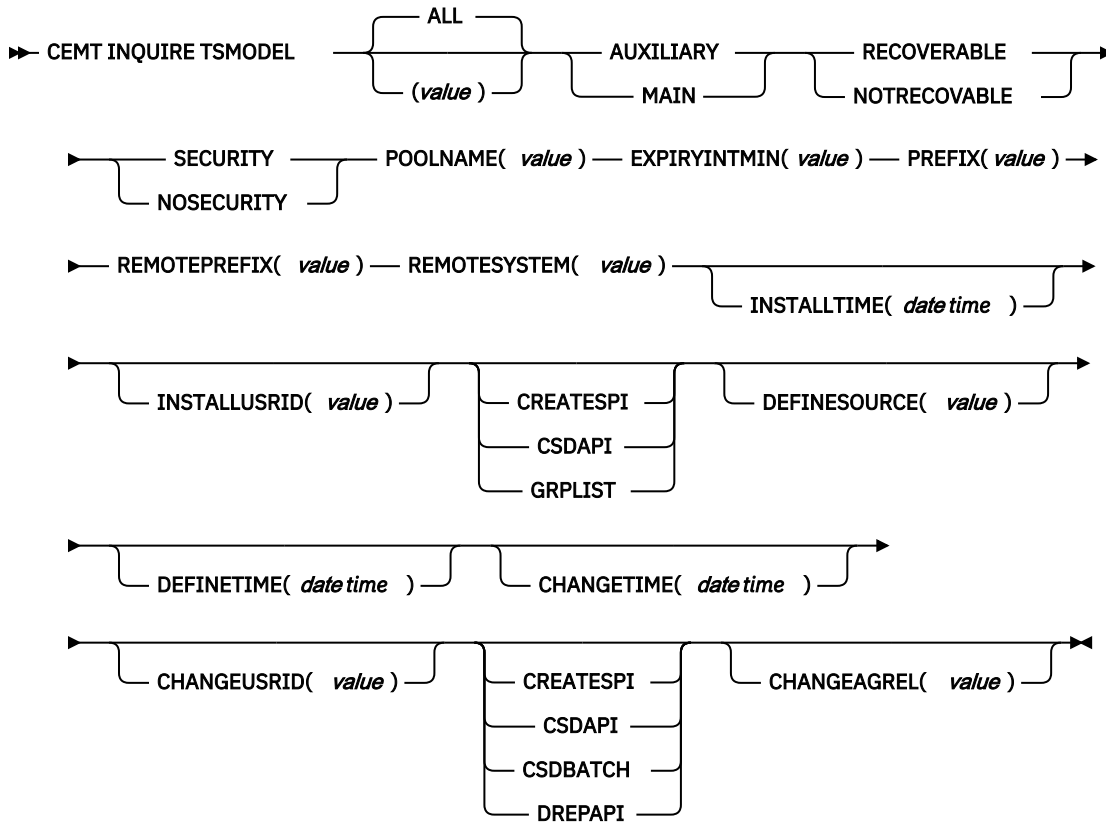 ALL
CEMT INQUIRE TSMODEL AUXILIARY RECOVERABLE
(value) MAIN NOTRECOVABLE
SECURITY POOLNAME( value) EXPIRYINTMIN( value) PREFIX( value)
NOSECURITY
REMOTEPREFIX( value) REMOTESYSTEM( value)
INSTALLTIME( date time )
INSTALLUSRID( value) CREATESPI DEFINESOURCE( value)
CSDAPI
GRPLIST
DEFINETIME( date time ) CHANGETIME( date time )
CHANGEUSRID( value) CREATESPI CHANGEAGREL( value)
CSDAPI
CSDBATCH
DREPAPI